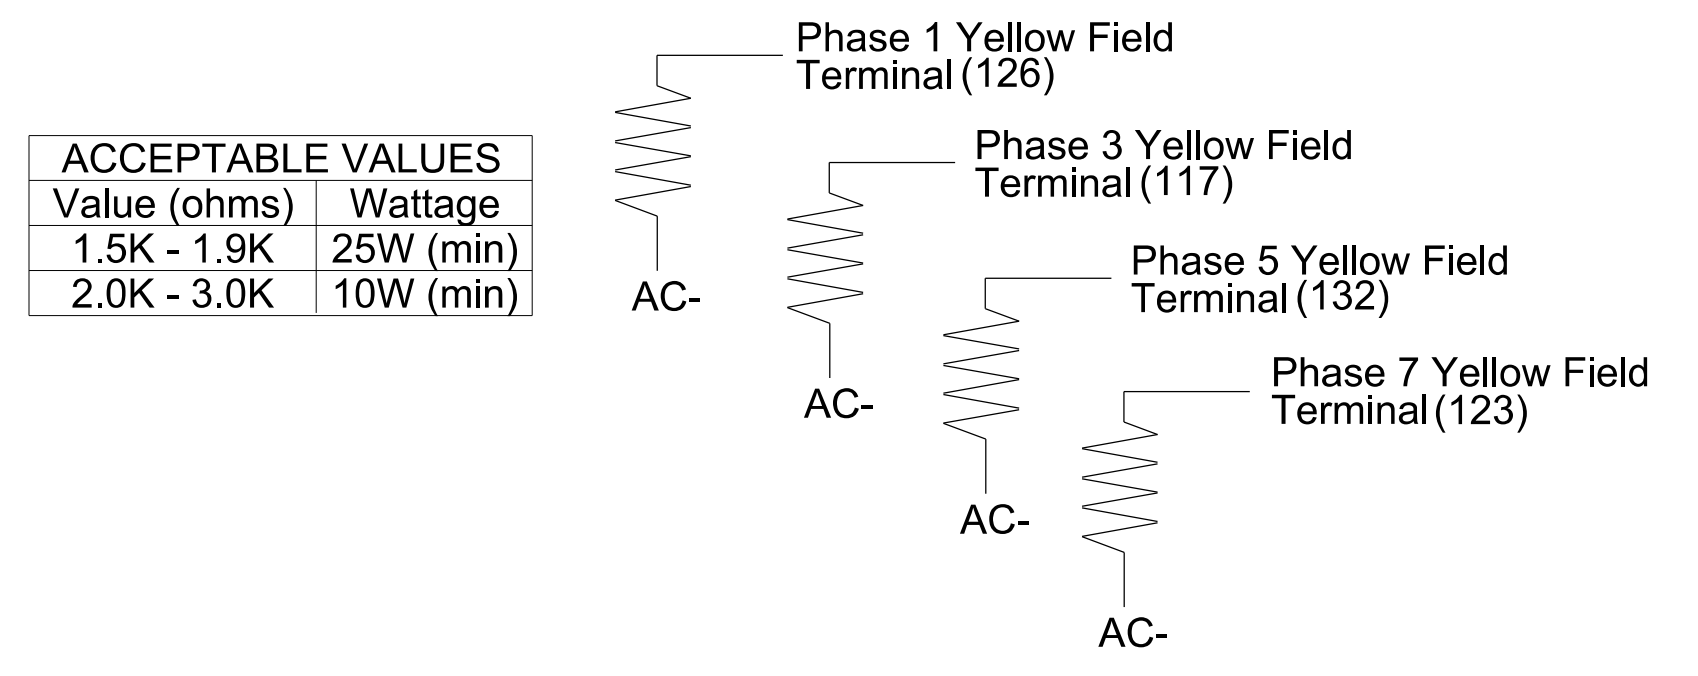 ACCEPTABLE VALUES
Value (ohms) Wattage
1.5K - 1.9K 25W (min)
2.0K - 3.0K 10W (min)
Phase 1 Yellow Field
Terminal (126)
AC-
Phase 3 Yellow Field
Terminal (117)
AC-
Phase 5 Yellow Field
Terminal (132)
AC-
Phase 7 Yellow Field
Terminal (123)
AC-